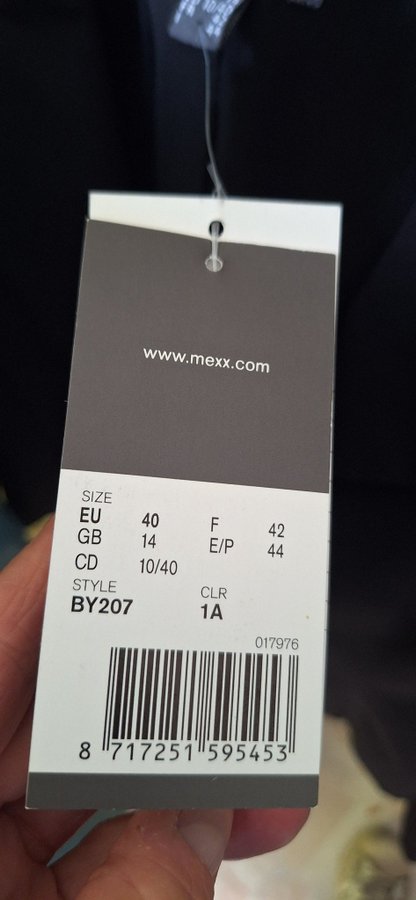 www.mexx.com
SIZE
EU 40 F 42
GB 14 E/P 44
CD 10/40
STYLE CLR
BY207 1A
017976
8 717251 595453